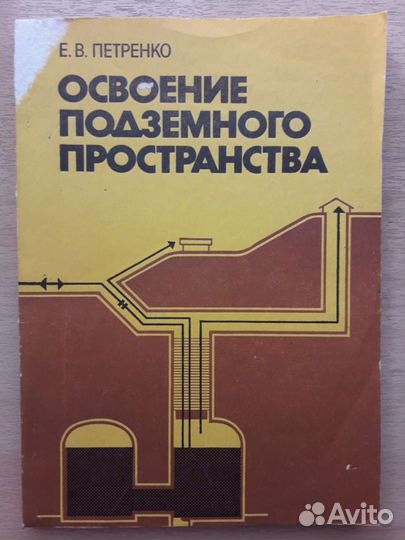 Е. В. ПЕТРЕНКО
ОСВОЕНИЕ
ПОДЗЕМНОГО
ПРОСТРАНСТВА
Avito